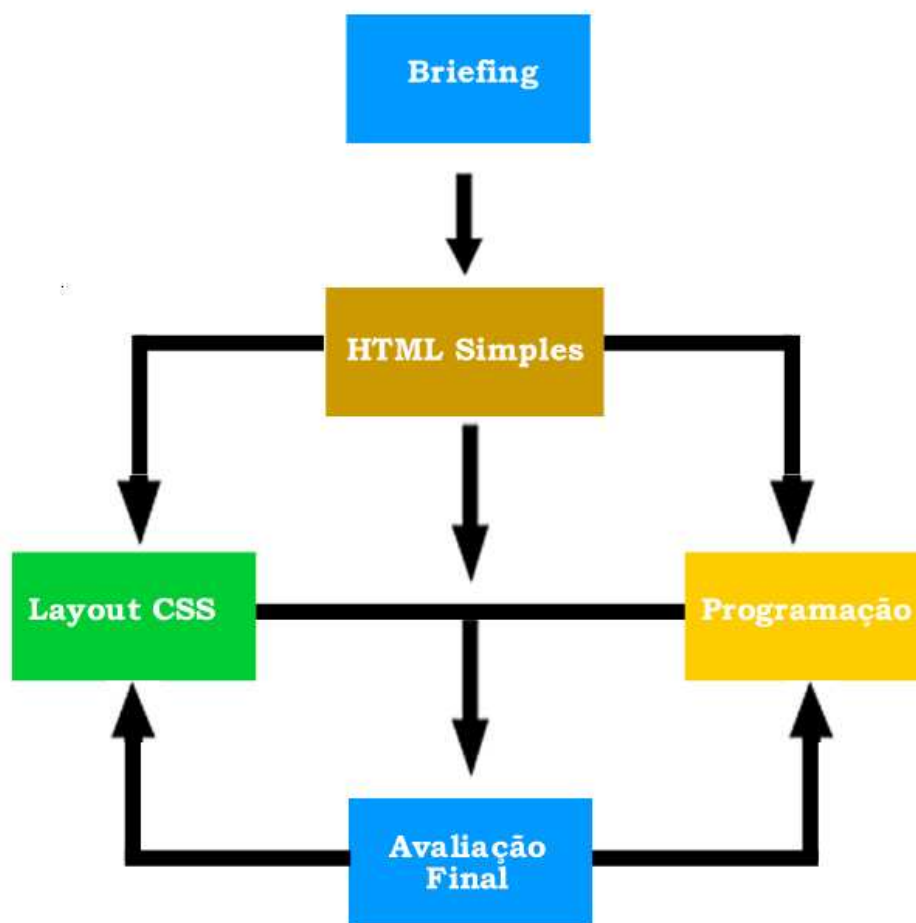 Briefing
HTML Simples
Layout CSS
Programação
Avaliação
Final